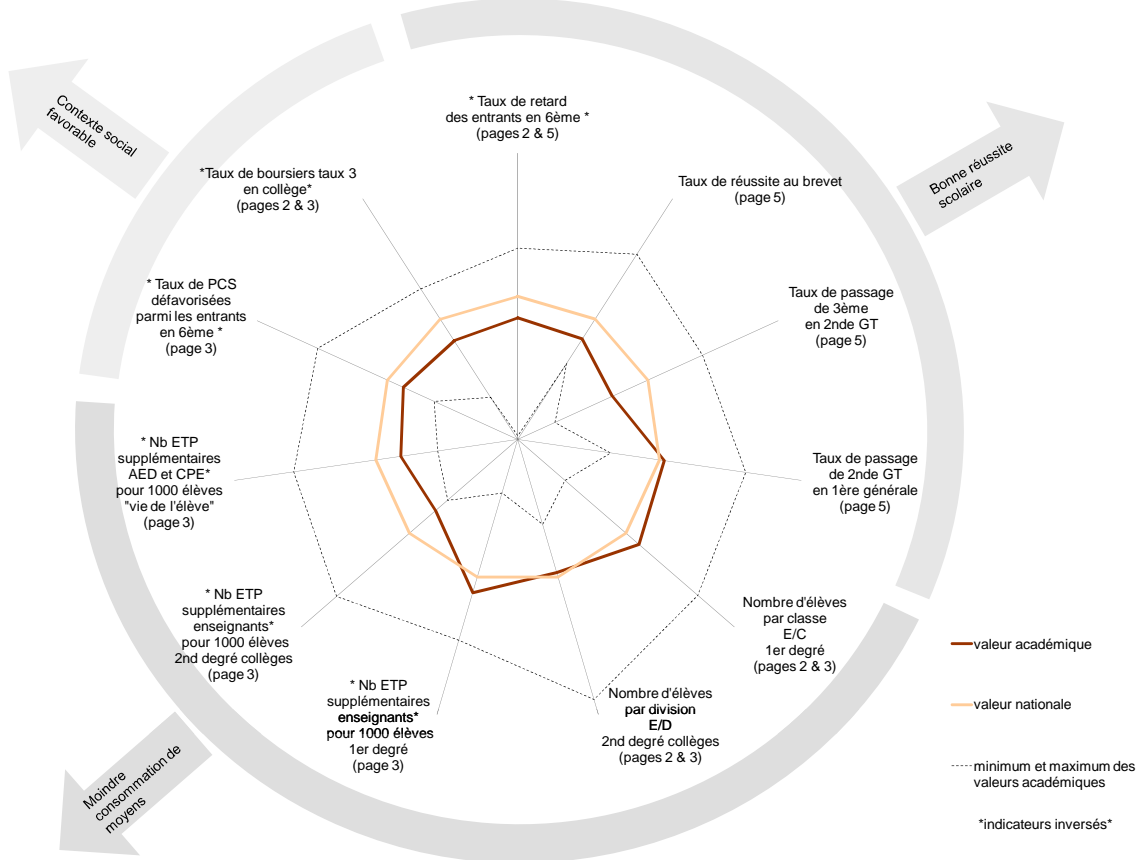 Contexte social
favorable
* Taux de retard
des entrants en 6ème *
(pages 2 & 5)
Bonne réussite
scolaire
*Taux de boursiers taux 3
en collège*
(pages 2 & 3)
Taux de réussite au brevet
(page 5)
* Taux de PCS
défavorisées
parmi les entrants
en 6ème *
(page 3)
Taux de passage
de 3ème
en 2nde GT
(page 5)
* Nb ETP
supplémentaires
AED et CPE*
pour 1000 élèves
"vie de l'élève"
(page 3)
Taux de passage
de 2nde GT
en 1ère générale
(page 5)
* Nb ETP
supplémentaires
enseignants*
pour 1000 élèves
2nd degré collèges
(page 3)
Nombre d'élèves
par classe
E/C
1er degré
(pages 2 & 3)
* Nb ETP
supplémentaires
enseignants*
pour 1000 élèves
1er degré
(page 3)
Nombre d'élèves
par division
E/D
2nd degré collèges
(pages 2 & 3)
Moindre
consommation de
moyens
valeur académique
valeur nationale
minimum et maximum des
valeurs académiques
*indicateurs inversés*